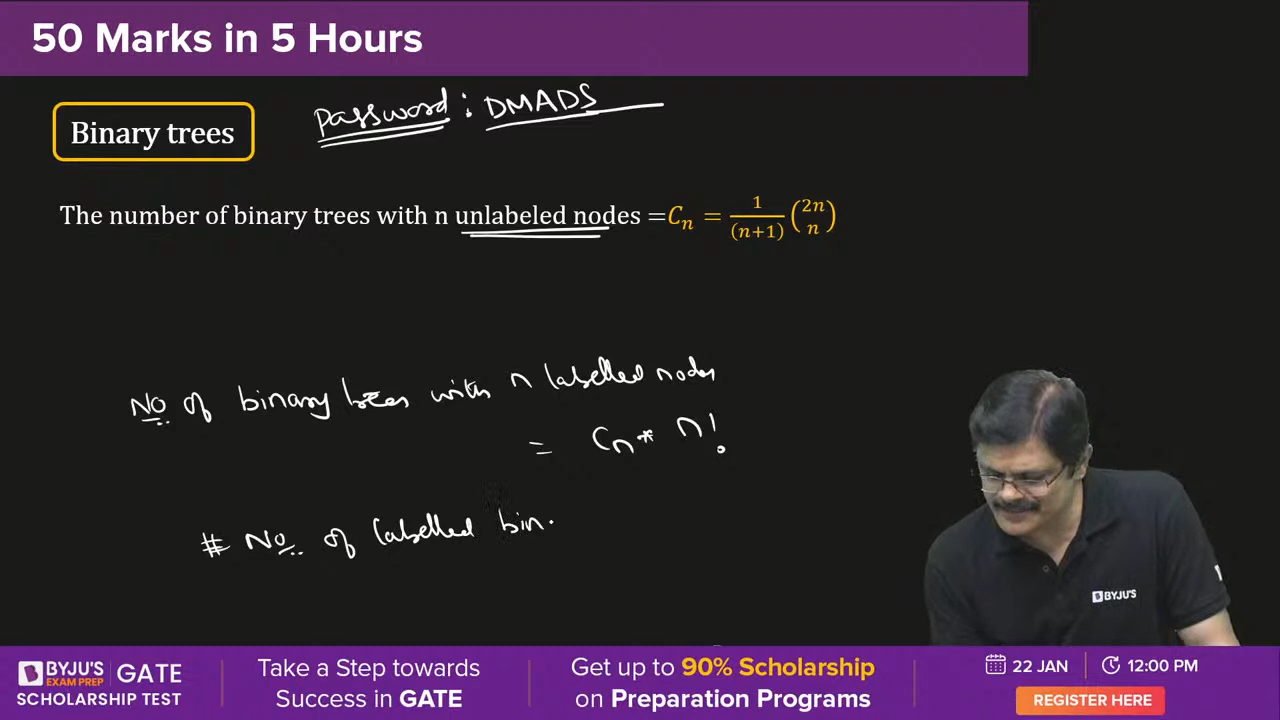 50 Marks in 5 Hours
Password : DMADS
Binary trees
The number of binary trees with n unlabeled nodes =Cₙ = 1/(n+1) (2n n)
No of binary trees with n labelled nodes
= Cn * n!
# No of labelled bin.
BYJU'S
BYJU'S EXAM PREP GATE
SCHOLARSHIP TEST
Take a Step towards
Success in GATE
Get up to 90% Scholarship
on Preparation Programs
22 JAN 12:00 PM
REGISTER HERE